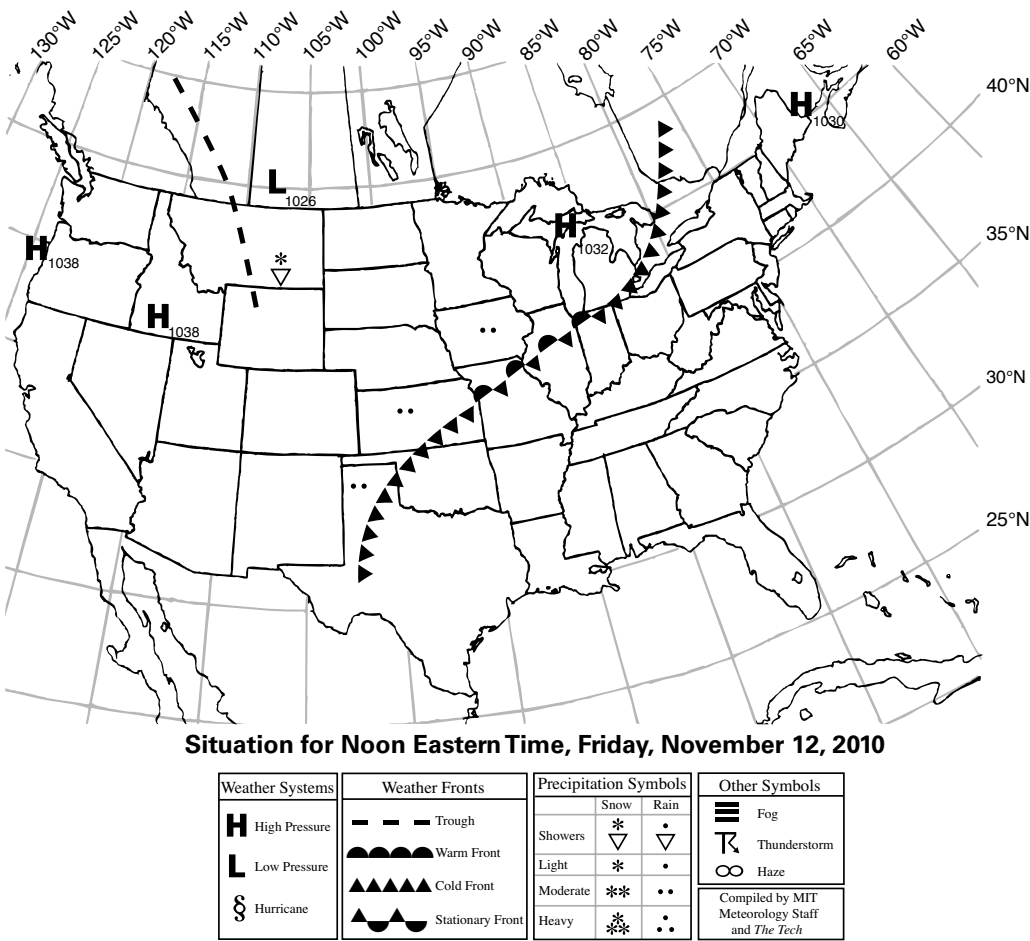 130°W 125°W 120°W 115°W 110°W 105°W 100°W 95°W 90°W 85°W 80°W 75°W 70°W 65°W 60°W
40°N
H 1030
L 1026
35°N
H 1032
H 1038
H 1038
30°N
25°N
Situation for Noon Eastern Time, Friday, November 12, 2010
Weather Systems
H High Pressure
L Low Pressure
§ Hurricane
Weather Fronts
Trough
Warm Front
Cold Front
Stationary Front
Precipitation Symbols
Snow Rain
Showers
Light
Moderate
Heavy
Other Symbols
Fog
Thunderstorm
Haze
Compiled by MIT
Meteorology Staff
and The Tech